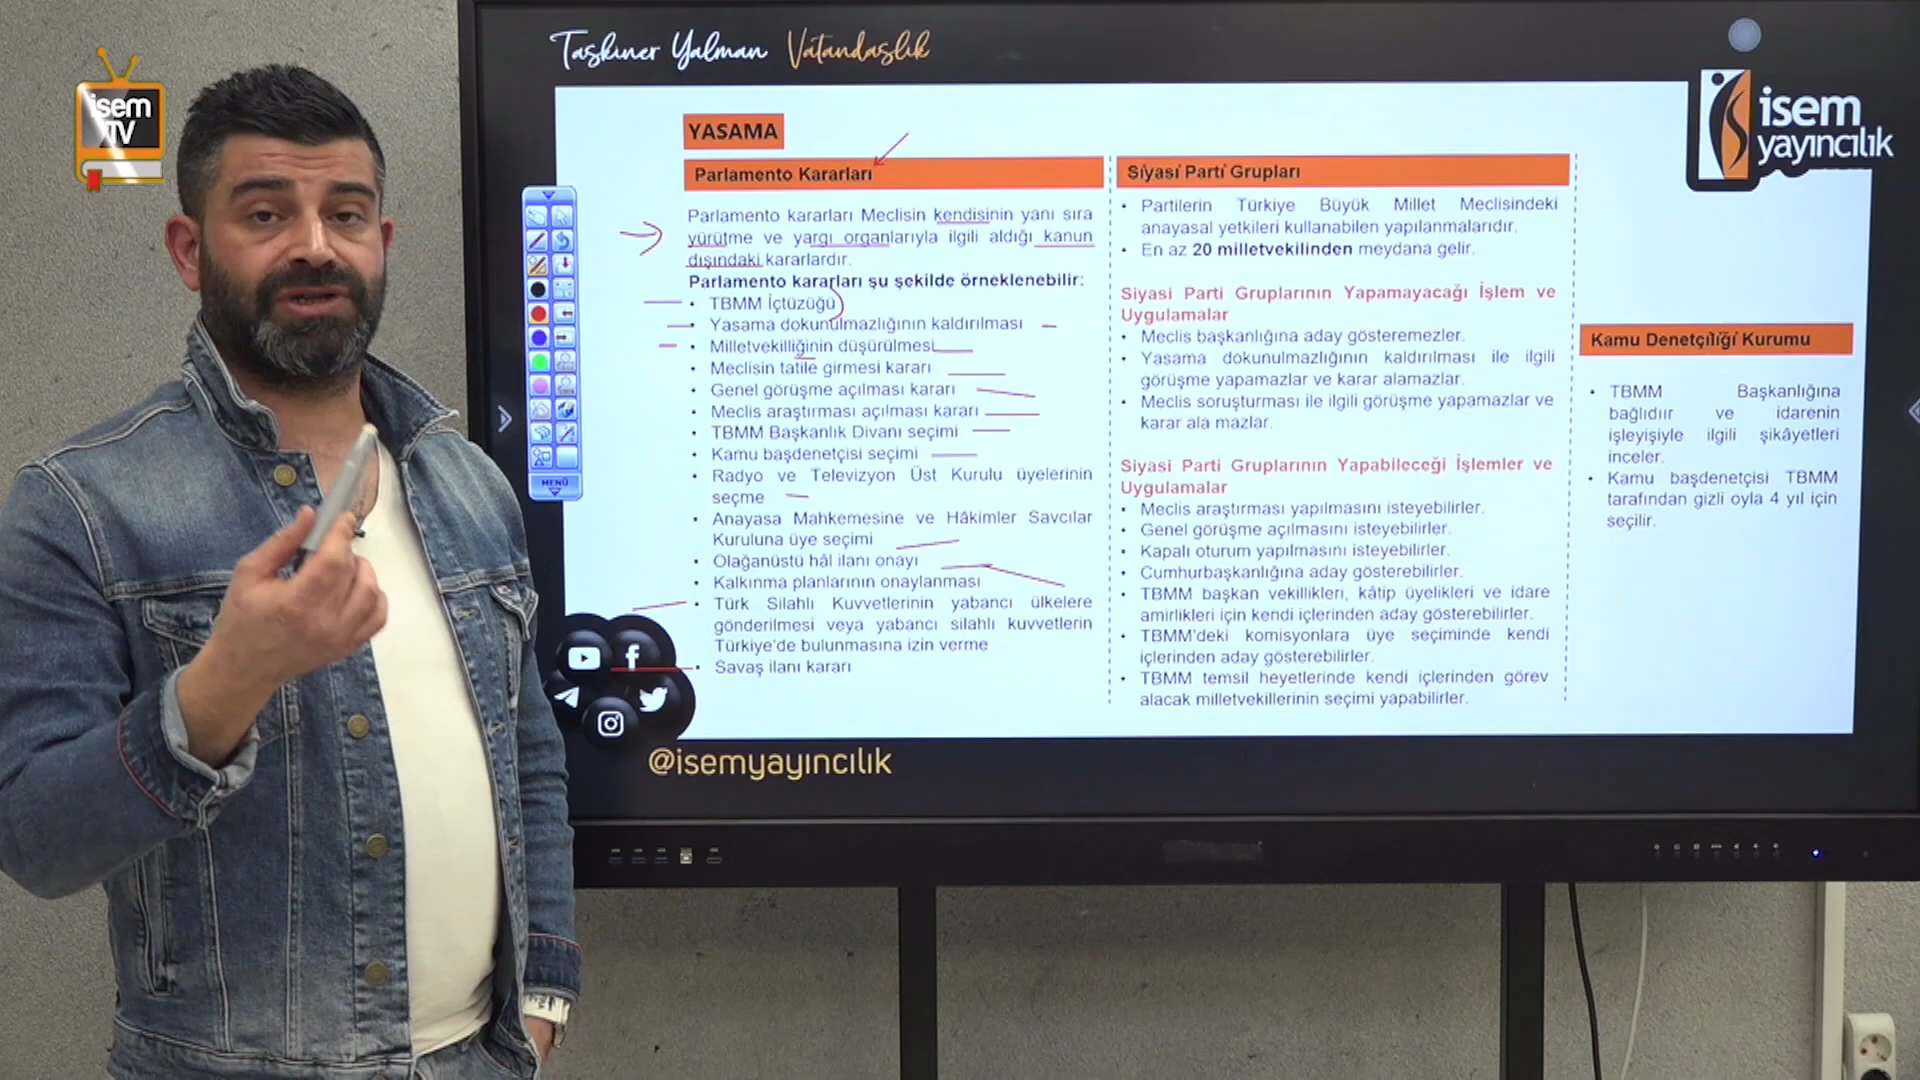 isem
TV
Taşkıner Yalman Vatandaşlık
isem
yayıncılık
YASAMA
Parlamento Kararları
Parlamento kararları Meclisin kendisinin yanı sıra
yürütme ve yargı organlarıyla ilgili aldığı kanun
dışındaki kararlardır.
Parlamento kararları şu şekilde örneklenebilir:
• TBMM İçtüzüğü
• Yasama dokunulmazlığının kaldırılması
• Milletvekilliğinin düşürülmesi
• Meclisin tatile girmesi kararı
• Genel görüşme açılması kararı
• Meclis araştırması açılması kararı
• TBMM Başkanlık Divanı seçimi
• Kamu başdenetçisi seçimi
• Radyo ve Televizyon Üst Kurulu üyelerinin
seçme
• Anayasa Mahkemesine ve Hâkimler Savcılar
Kuruluna üye seçimi
• Olağanüstü hâl ilanı onayı
• Kalkınma planlarının onaylanması
• Türk Silahlı Kuvvetlerinin yabancı ülkelere
gönderilmesi veya yabancı silahlı kuvvetlerin
Türkiye'de bulunmasına izin verme
• Savaş ilanı kararı
Siyasi Parti Grupları
• Partilerin Türkiye Büyük Millet Meclisindeki
anayasal yetkileri kullanabilen yapılanmalarıdır.
• En az 20 milletvekilinden meydana gelir.
Siyasi Parti Gruplarının Yapamayacağı İşlem ve
Uygulamalar
• Meclis başkanlığına aday gösteremezler.
• Yasama dokunulmazlığının kaldırılması ile ilgili
görüşme yapamazlar ve karar alamazlar.
• Meclis soruşturması ile ilgili görüşme yapamazlar ve
karar ala mazlar.
Siyasi Parti Gruplarının Yapabileceği İşlemler ve
Uygulamalar
• Meclis araştırması yapılmasını isteyebilirler.
• Genel görüşme açılmasını isteyebilirler.
• Kapalı oturum yapılmasını isteyebilirler.
• Cumhurbaşkanlığına aday gösterebilirler.
• TBMM başkan vekillikleri, kâtip üyelikleri ve idare
amirlikleri için kendi içlerinden aday gösterebilirler.
• TBMM'deki komisyonlara üye seçiminde kendi
içlerinden aday gösterebilirler.
• TBMM temsil heyetlerinde kendi içlerinden görev
alacak milletvekillerinin seçimi yapabilirler.
Kamu Denetçiliği Kurumu
• TBMM Başkanlığına
bağlıdıır ve idarenin
işleyişiyle ilgili şikâyetleri
inceler.
• Kamu başdenetçisi TBMM
tarafından gizli oyla 4 yıl için
seçilir.
MENÜ
@isemyayıncılık